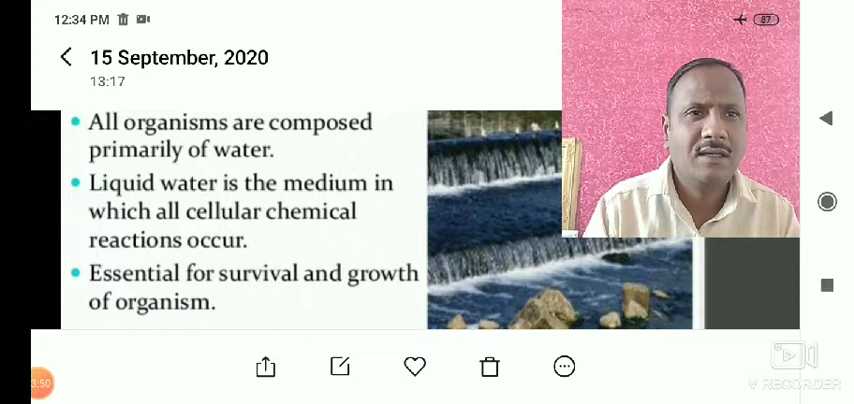 12:34 PM
87
15 September, 2020
13:17
• All organisms are composed
primarily of water.
• Liquid water is the medium in
which all cellular chemical
reactions occur.
• Essential for survival and growth
of organism.
3:50
V RECORDER